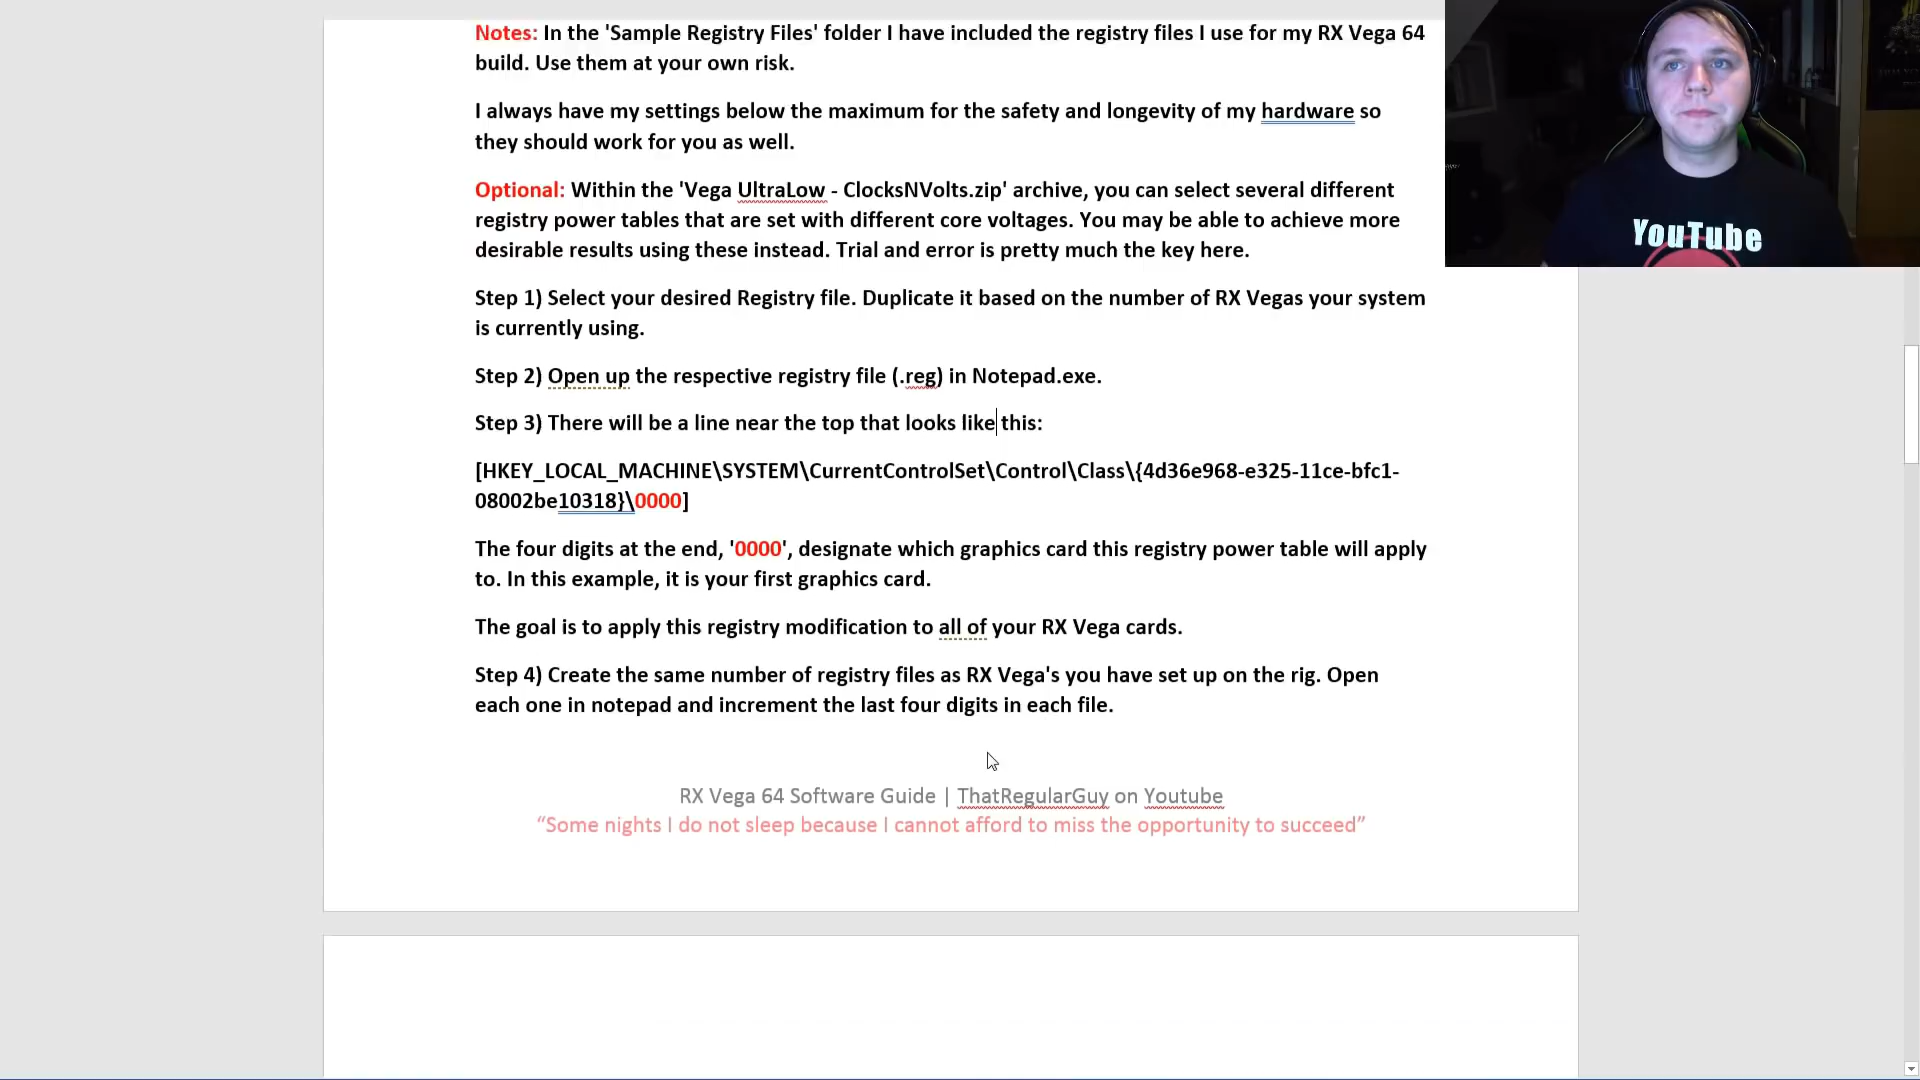 Notes: In the 'Sample Registry Files' folder I have included the registry files I use for my RX Vega 64
build. Use them at your own risk.
I always have my settings below the maximum for the safety and longevity of my hardware so
they should work for you as well.
Optional: Within the 'Vega UltraLow - ClocksNVolts.zip' archive, you can select several different
registry power tables that are set with different core voltages. You may be able to achieve more
desirable results using these instead. Trial and error is pretty much the key here.
YouTube
Step 1) Select your desired Registry file. Duplicate it based on the number of RX Vegas your system
is currently using.
Step 2) Open up the respective registry file (.reg) in Notepad.exe.
Step 3) There will be a line near the top that looks like this:
[HKEY_LOCAL_MACHINE\SYSTEM\CurrentControlSet\Control\Class\{4d36e968-e325-11ce-bfc1-
08002be10318}\0000]
The four digits at the end, '0000', designate which graphics card this registry power table will apply
to. In this example, it is your first graphics card.
The goal is to apply this registry modification to all of your RX Vega cards.
Step 4) Create the same number of registry files as RX Vega's you have set up on the rig. Open
each one in notepad and increment the last four digits in each file.
RX Vega 64 Software Guide | ThatRegularGuy on Youtube
“Some nights I do not sleep because I cannot afford to miss the opportunity to succeed”